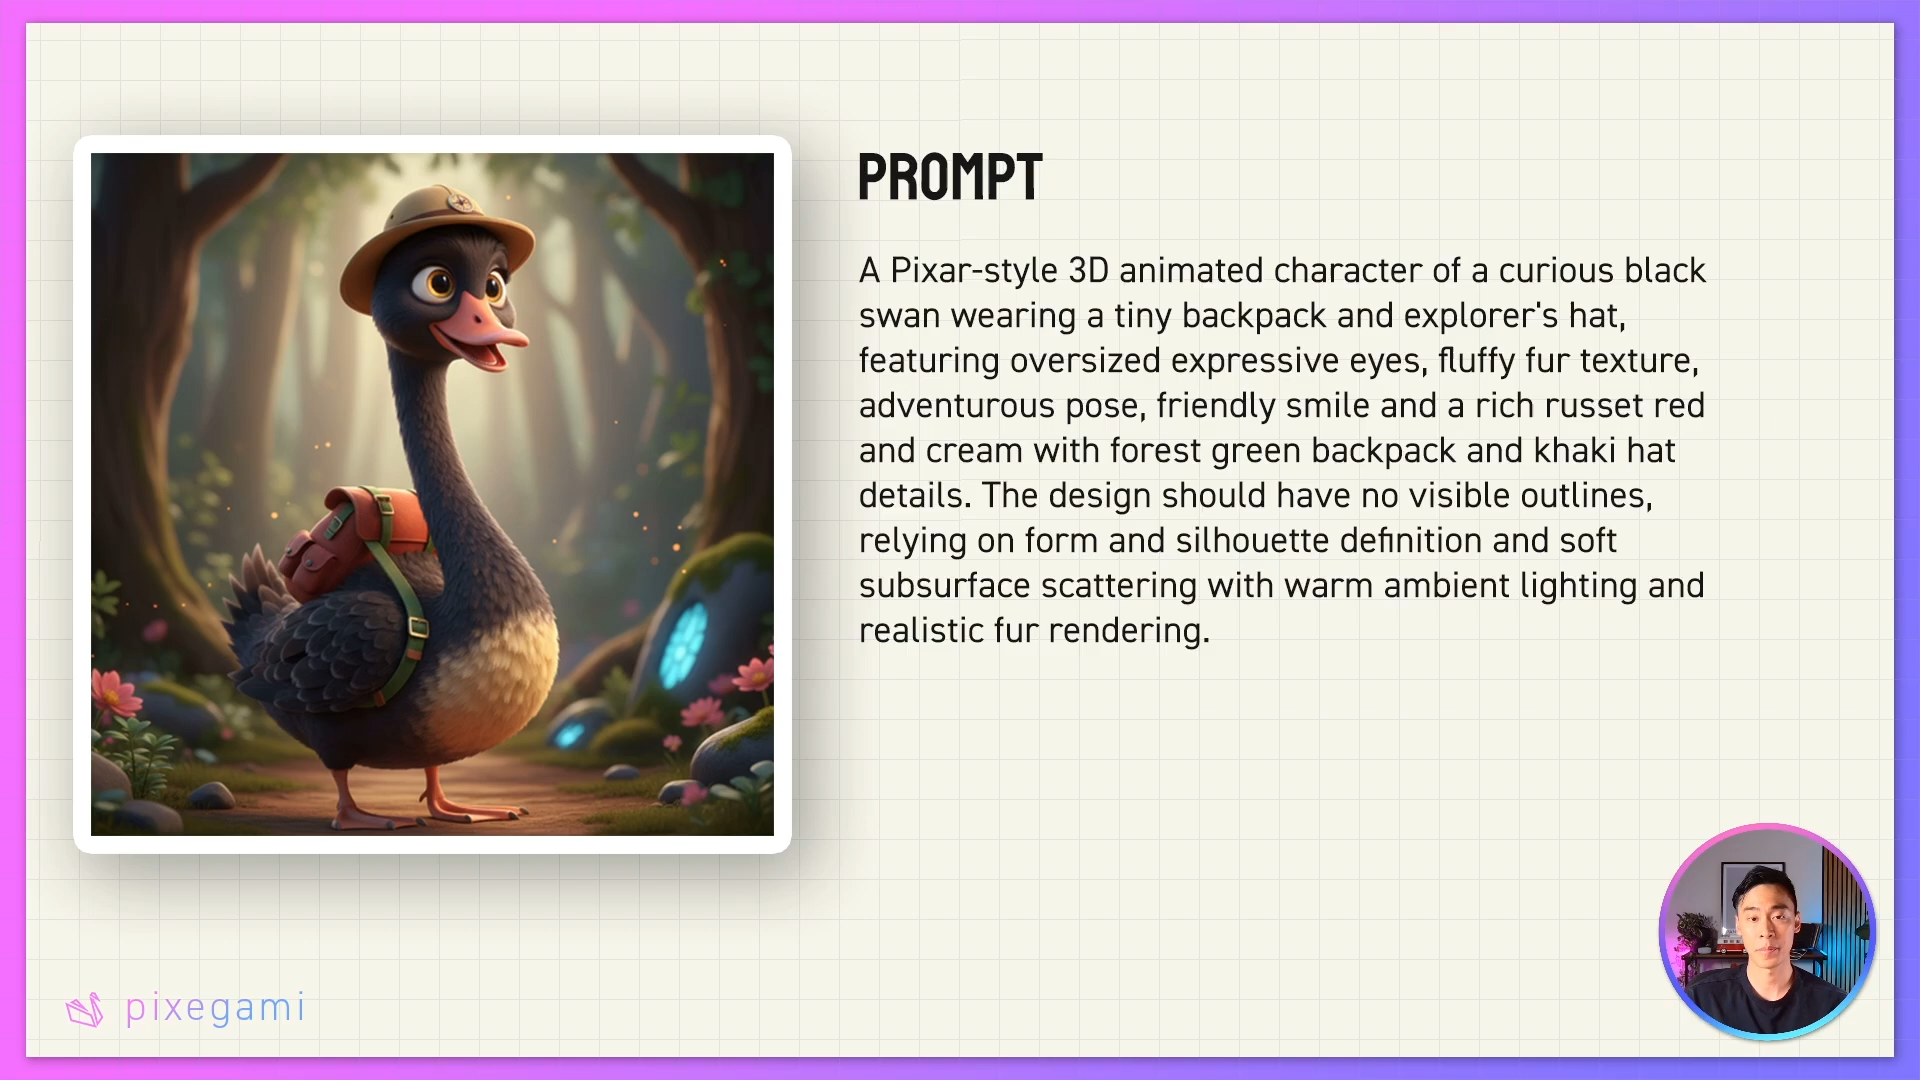 PROMPT
A Pixar-style 3D animated character of a curious black
swan wearing a tiny backpack and explorer's hat,
featuring oversized expressive eyes, fluffy fur texture,
adventurous pose, friendly smile and a rich russet red
and cream with forest green backpack and khaki hat
details. The design should have no visible outlines,
relying on form and silhouette definition and soft
subsurface scattering with warm ambient lighting and
realistic fur rendering.
pixegami